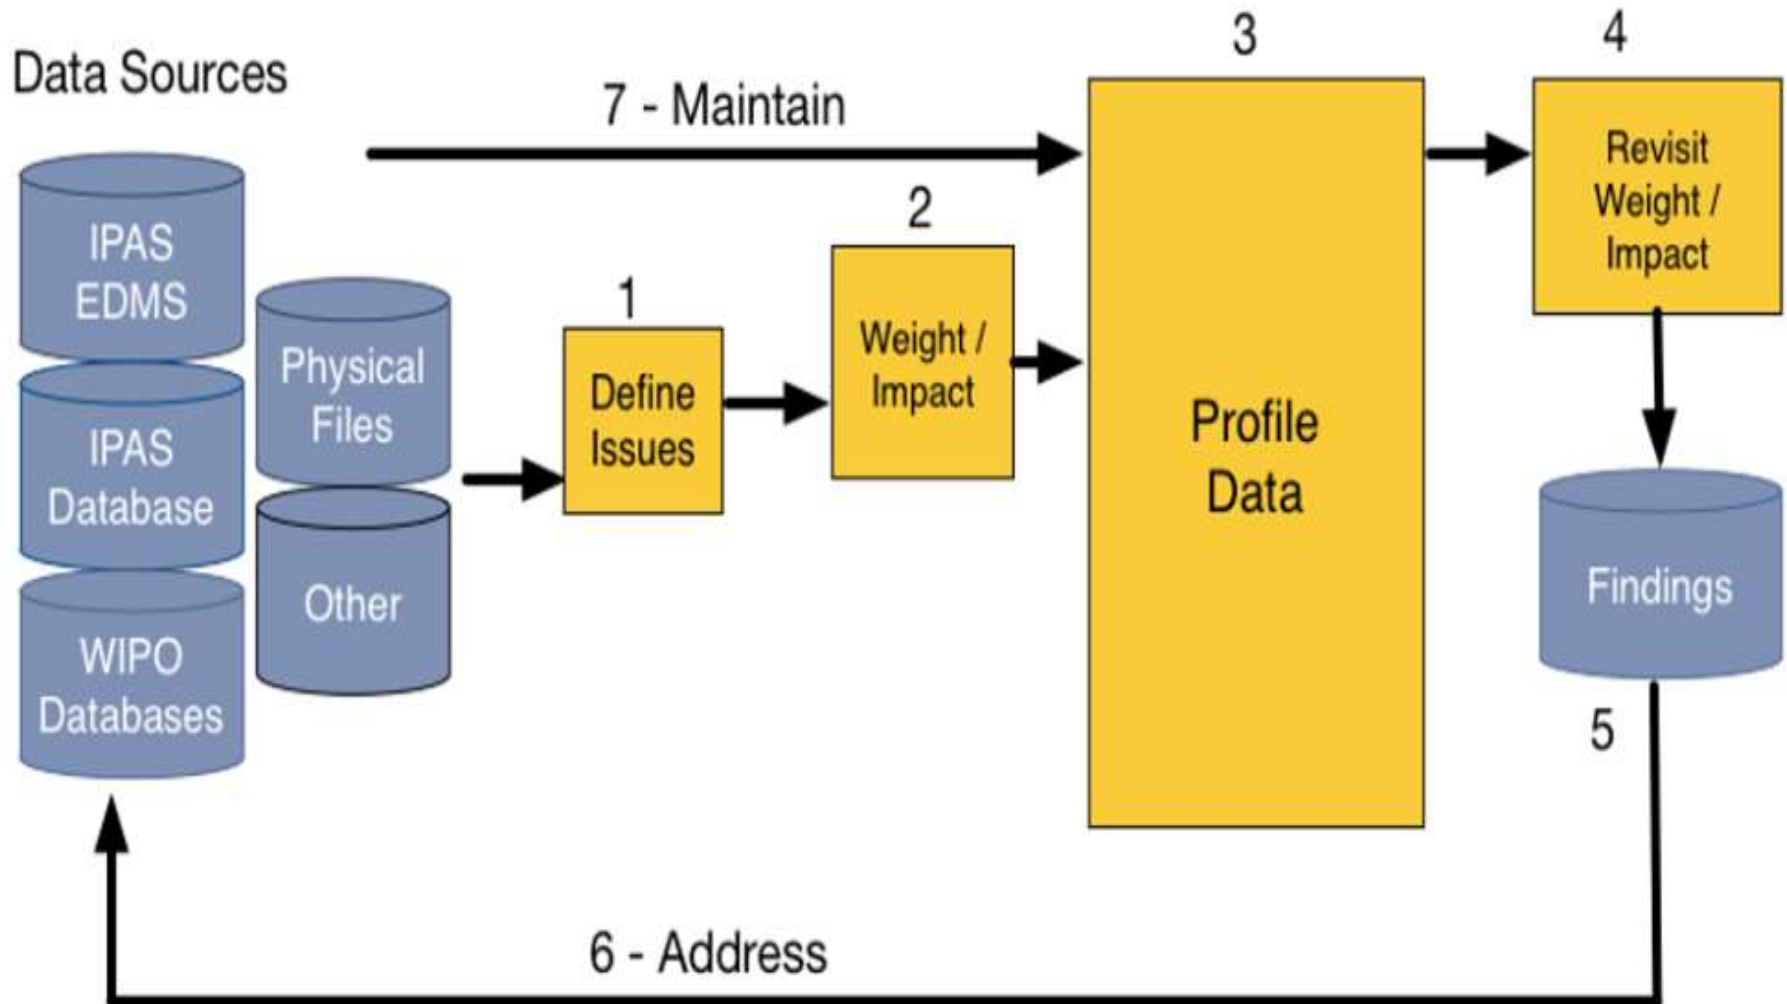 Data Sources
7 - Maintain
3
4
IPAS
EDMS
Physical
Files
IPAS
Database
Other
WIPO
Databases
1
Define
Issues
2
Weight /
Impact
Profile
Data
Revisit
Weight /
Impact
Findings
5
6 - Address